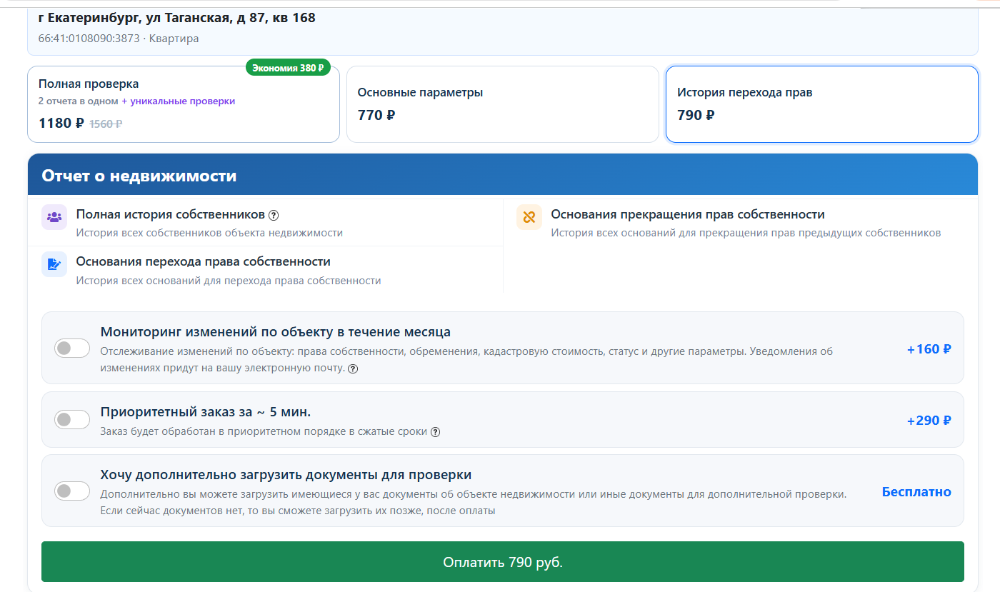 г Екатеринбург, ул Таганская, д 87, кв 168
66:41:0108090:3873 · Квартира
Экономия 380 ₽
Полная проверка
2 отчета в одном + уникальные проверки
1180 ₽ 1560 ₽
Основные параметры
770 ₽
История перехода прав
790 ₽
Отчет о недвижимости
Полная история собственников ?
История всех собственников объекта недвижимости
Основания прекращения прав собственности
История всех оснований для прекращения прав предыдущих собственников
Основания перехода права собственности
История всех оснований для перехода права собственности
Мониторинг изменений по объекту в течение месяца
Отслеживание изменений по объекту: права собственности, обременения, кадастровую стоимость, статус и другие параметры. Уведомления об
изменениях придут на вашу электронную почту. ?
+160 ₽
Приоритетный заказ за ~ 5 мин.
Заказ будет обработан в приоритетном порядке в сжатые сроки ?
+290 ₽
Хочу дополнительно загрузить документы для проверки
Дополнительно вы можете загрузить имеющиеся у вас документы об объекте недвижимости или иные документы для дополнительной проверки.
Если сейчас документов нет, то вы сможете загрузить их позже, после оплаты
Бесплатно
Оплатить 790 руб.